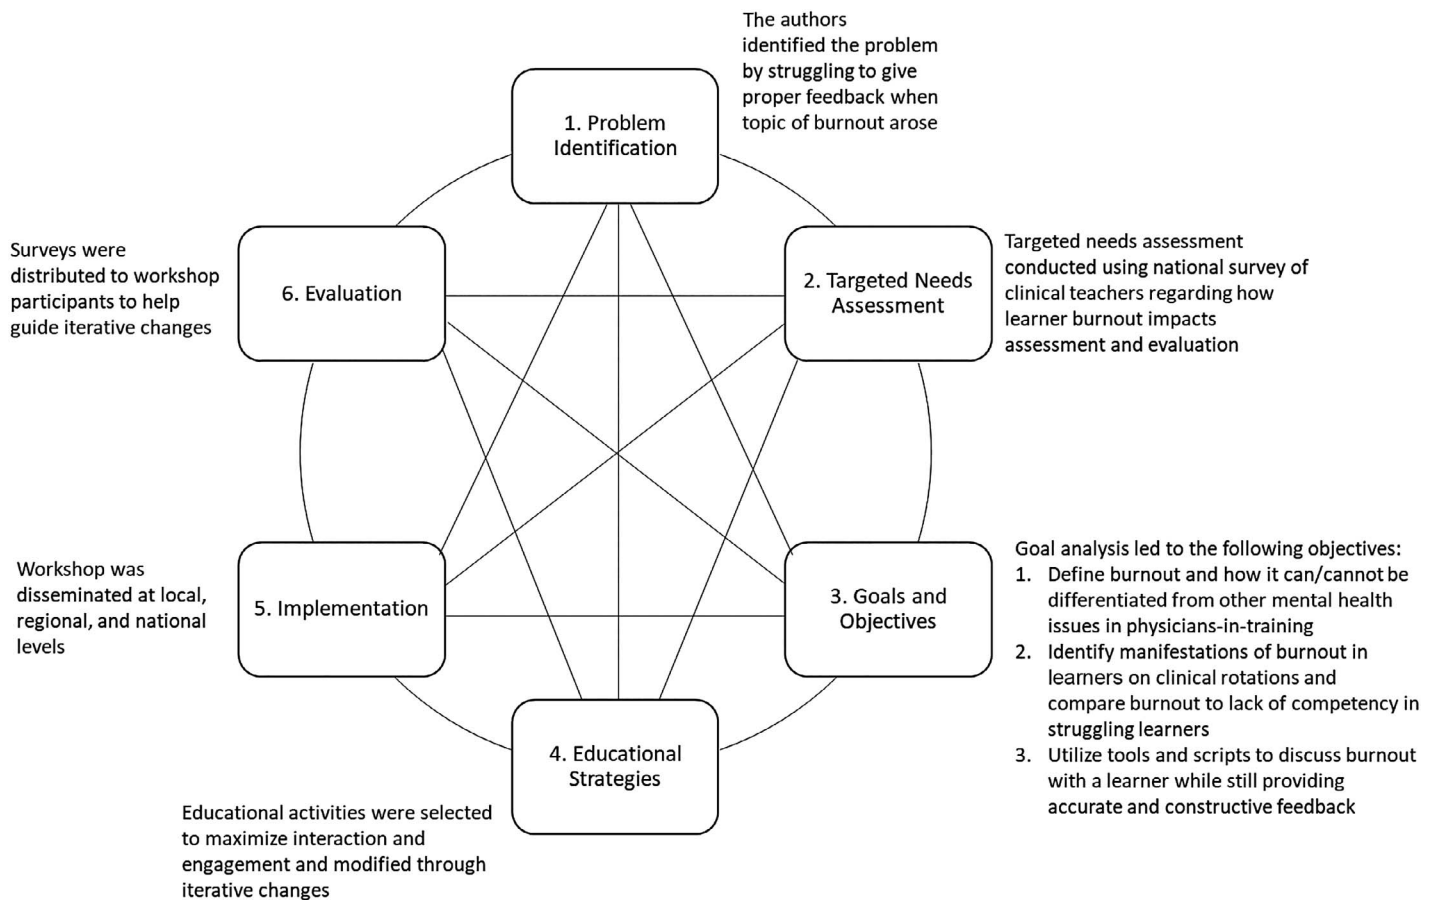 The authors
identified the problem
by struggling to give
proper feedback when
topic of burnout arose
1. Problem
Identification
2. Targeted Needs
Assessment
Targeted needs assessment
conducted using national survey of
clinical teachers regarding how
learner burnout impacts
assessment and evaluation
3. Goals and
Objectives
Goal analysis led to the following objectives:
1. Define burnout and how it can/cannot be
differentiated from other mental health
issues in physicians-in-training
2. Identify manifestations of burnout in
learners on clinical rotations and
compare burnout to lack of competency in
struggling learners
3. Utilize tools and scripts to discuss burnout
with a learner while still providing
accurate and constructive feedback
4. Educational
Strategies
Educational activities were selected
to maximize interaction and
engagement and modified through
iterative changes
5. Implementation
Workshop was
disseminated at local,
regional, and national
levels
6. Evaluation
Surveys were
distributed to workshop
participants to help
guide iterative changes